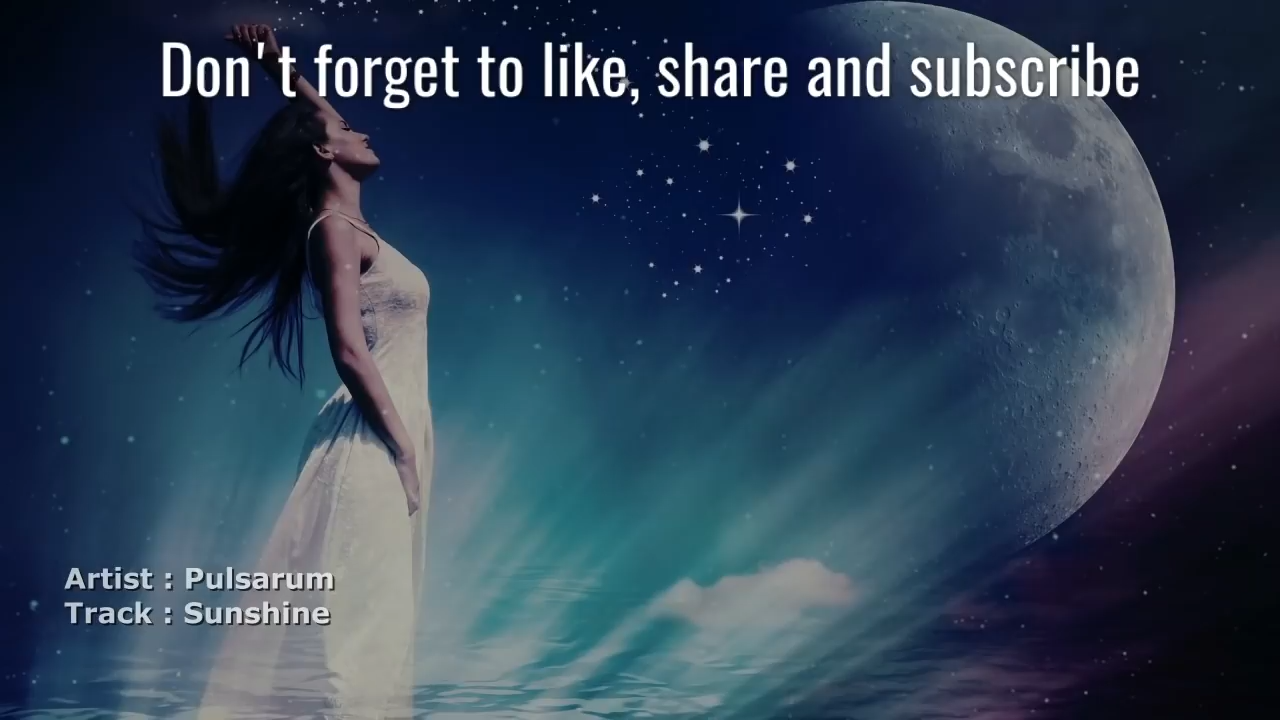 Don't forget to like, share and subscribe
Artist : Pulsarum
Track : Sunshine